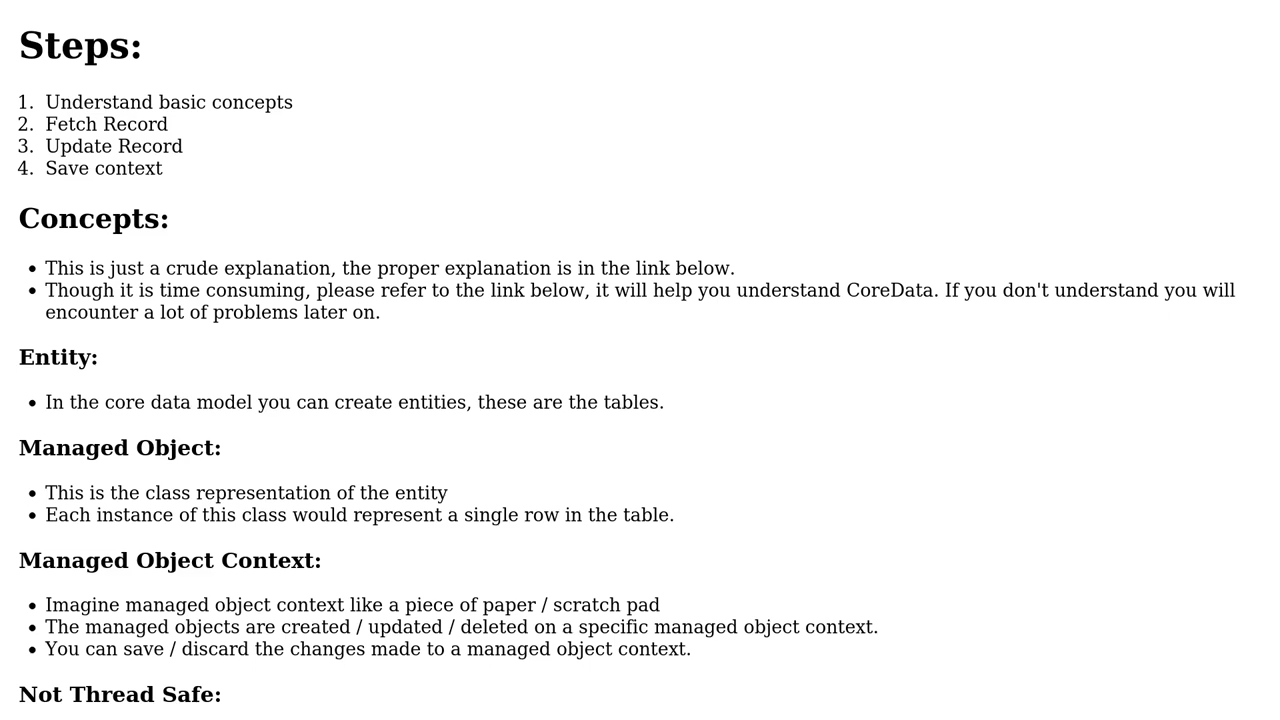 Steps:
1. Understand basic concepts
2. Fetch Record
3. Update Record
4. Save context
Concepts:
• This is just a crude explanation, the proper explanation is in the link below.
• Though it is time consuming, please refer to the link below, it will help you understand CoreData. If you don't understand you will
encounter a lot of problems later on.
Entity:
• In the core data model you can create entities, these are the tables.
Managed Object:
• This is the class representation of the entity
• Each instance of this class would represent a single row in the table.
Managed Object Context:
• Imagine managed object context like a piece of paper / scratch pad
• The managed objects are created / updated / deleted on a specific managed object context.
• You can save / discard the changes made to a managed object context.
Not Thread Safe: